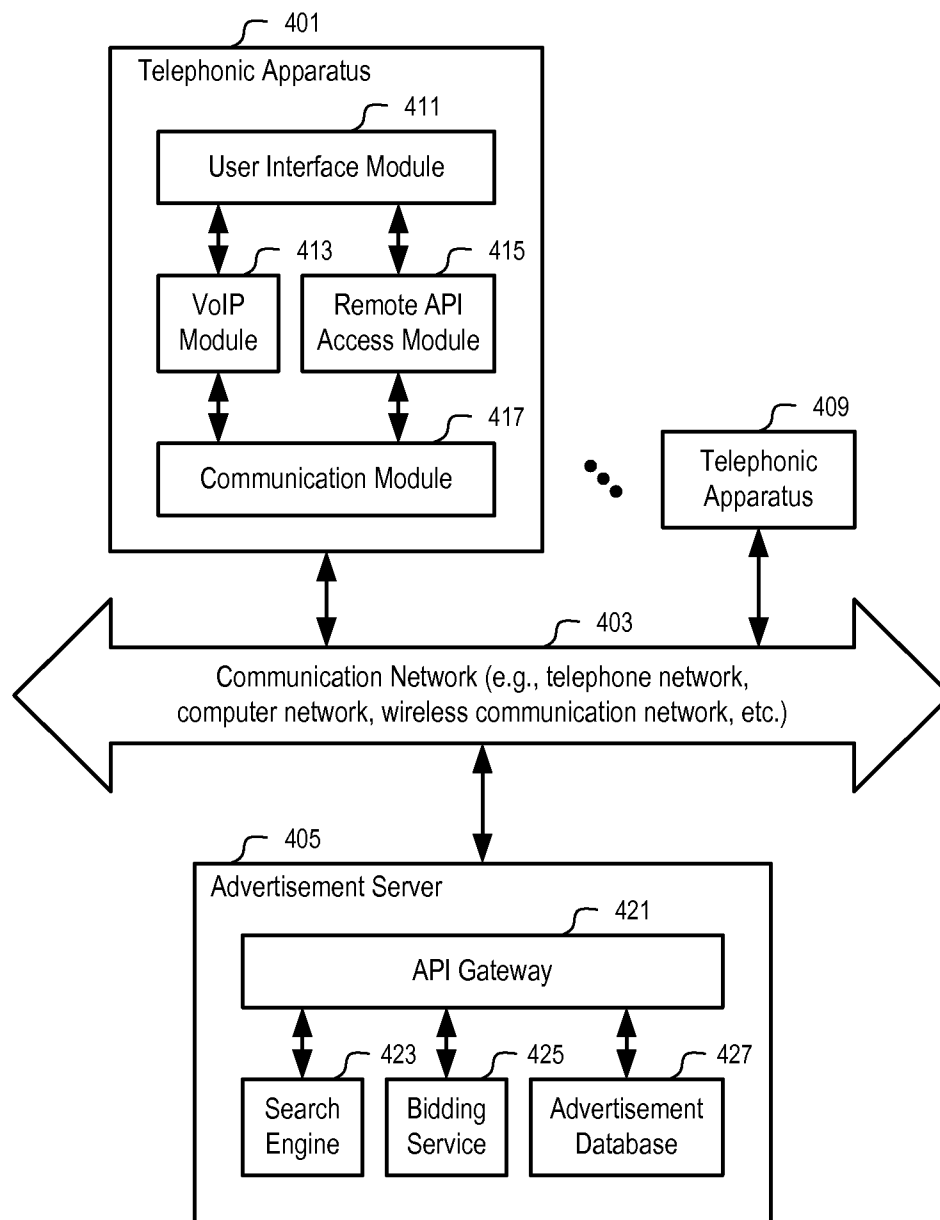 401
Telephonic Apparatus
411
User Interface Module
413
415
VoIP
Module
Remote API
Access Module
417
Communication Module
409
Telephonic
Apparatus
403
Communication Network (e.g., telephone network,
computer network, wireless communication network, etc.)
405
Advertisement Server
421
API Gateway
423
425
427
Search
Engine
Bidding
Service
Advertisement
Database